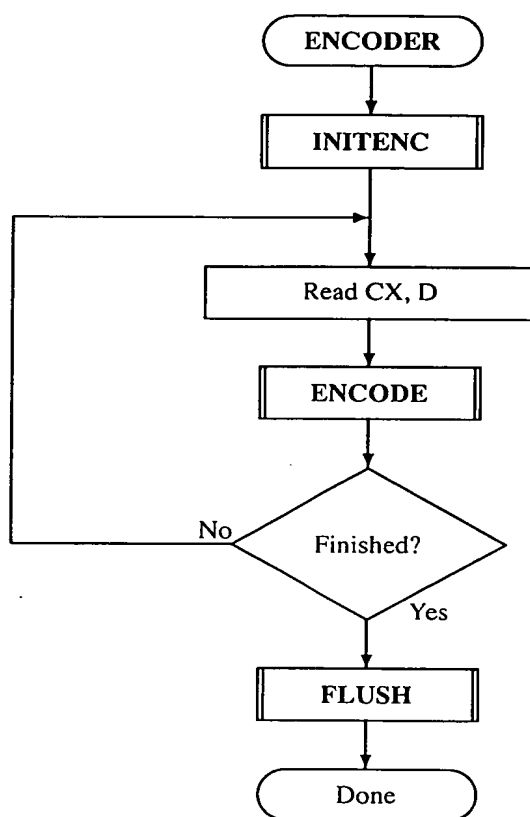 ENCODER
INITENC
Read CX, D
ENCODE
No
Finished?
Yes
FLUSH
Done